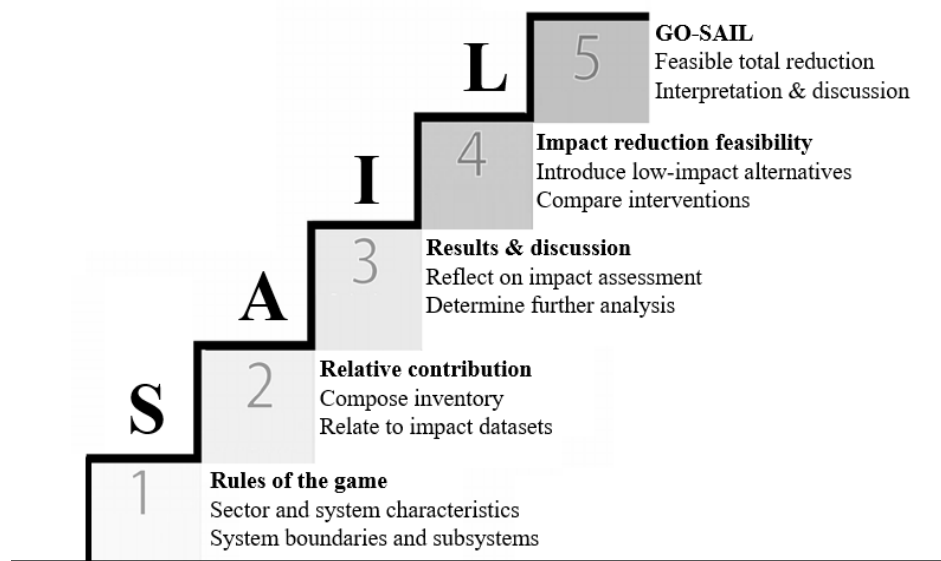 L
5
GO-SAIL
Feasible total reduction
Interpretation & discussion
I
4
Impact reduction feasibility
Introduce low-impact alternatives
Compare interventions
A
3
Results & discussion
Reflect on impact assessment
Determine further analysis
S
2
Relative contribution
Compose inventory
Relate to impact datasets
1
Rules of the game
Sector and system characteristics
System boundaries and subsystems